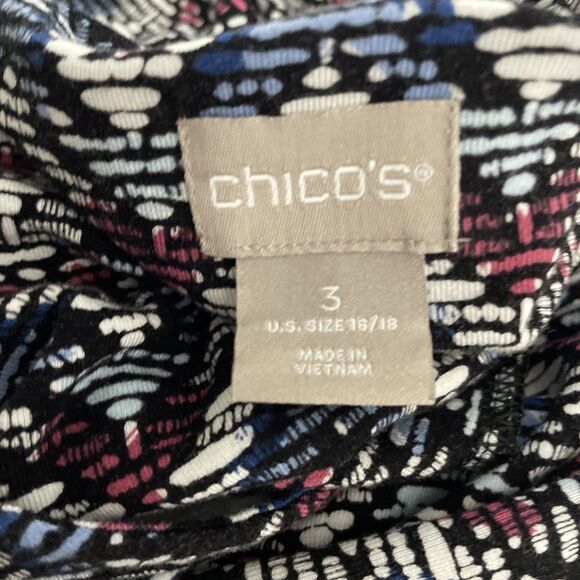 chico's®
3
U.S. SIZE 16/18
MADE IN
VIETNAM